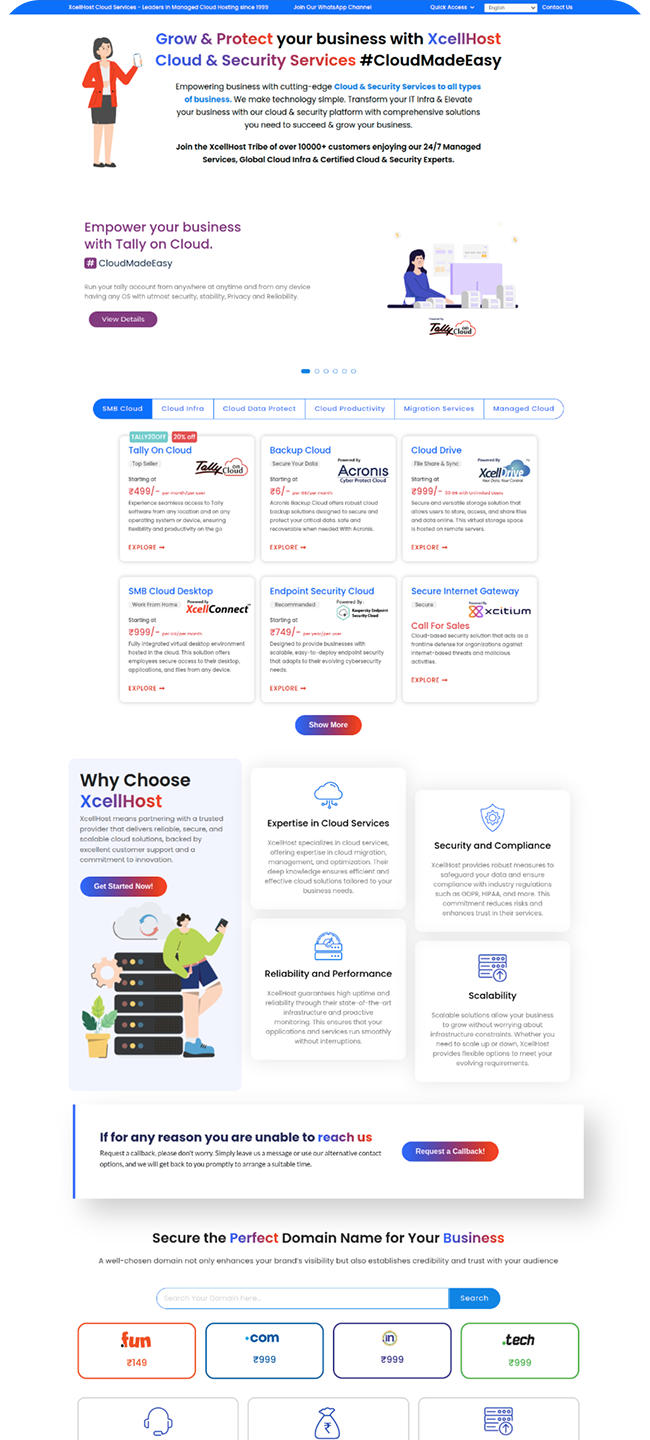 XcellHost Cloud Services - Leaders in Managed Cloud Hosting since 1999
Join Our WhatsApp Channel
Quick Access
English
Contact Us
Grow & Protect your business with XcellHost
Cloud & Security Services #CloudMadeEasy
Empowering business with cutting-edge Cloud & Security Services to all types
of business. We make technology simple. Transform your IT Infra & Elevate
your business with our cloud & security platform with comprehensive solutions
you need to succeed & grow your business.
Join the XcellHost Tribe of over 10000+ customers enjoying our 24/7 Managed
Services, Global Cloud Infra & Certified Cloud & Security Experts.
Empower your business
with Tally on Cloud.
# CloudMadeEasy
Run your tally account from anywhere at anytime and from any device
having any OS with utmost security, stability, Privacy and Reliability.
View Details
Tally on Cloud
SMB Cloud
Cloud Infra
Cloud Data Protect
Cloud Productivity
Migration Services
Managed Cloud
TALLY20OFF
20% off
Tally On Cloud
Top Seller
Tally on Cloud
Starting at
₹499/- per month/per user
Experience seamless access to Tally
software from any location and on any
operating system or device, ensuring
flexibility and productivity on the go
EXPLORE ➞
Backup Cloud
Secure Your Data
Powered By
Acronis
Cyber Protect Cloud
Starting at
₹6/- per GB/per month
Acronis Backup Cloud offers robust cloud
backup solutions designed to secure and
protect your critical data. safe and
recoverable when needed With Acronis.
EXPLORE ➞
Cloud Drive
File Share & Sync
Powered By
XcellDrive
Your Data, Your Control
Starting at
₹999/- 50 GB with Unlimited Users
Secure and versatile storage solution that
allows users to store, access, and share files
and data online. This virtual storage space
is hosted on remote servers.
EXPLORE ➞
SMB Cloud Desktop
Work From Home
Powered By
XcellConnect
Starting at
₹999/-
Fully integrated virtual desktop environment
hosted in the cloud. This solution offers
employees secure access to their desktop,
applications, and files from any device.
EXPLORE ➞
Endpoint Security Cloud
Recommended
Powered By :
Kaspersky Endpoint
Security Cloud
Starting at
₹749/- per year/per user
Designed to provide businesses with
scalable, easy-to-deploy endpoint security
that adapts to their evolving cybersecurity
needs.
EXPLORE ➞
Secure Internet Gateway
Secure
Powered By
xcitium
Call For Sales
Cloud-based security solution that acts as a
frontline defense for organizations against
internet-based threats and malicious
activities.
EXPLORE ➞
Show More
Why Choose
XcellHost
XcellHost means partnering with a trusted
provider that delivers reliable, secure, and
scalable cloud solutions, backed by
excellent customer support and a
commitment to innovation.
Get Started Now!
Expertise in Cloud Services
XcellHost specializes in cloud services,
offering expertise in cloud migration,
management, and optimization. Their
deep knowledge ensures efficient and
effective cloud solutions tailored to your
business needs.
Security and Compliance
XcellHost provides robust measures to
safeguard your data and ensure
compliance with industry regulations
such as GDPR, HIPAA, and more. This
commitment reduces risks and
enhances trust in their services.
Reliability and Performance
XcellHost guarantees high uptime and
reliability through their state-of-the-art
infrastructure and proactive
monitoring. This ensures that your
applications and services run smoothly
without interruptions.
Scalability
Scalable solutions allow your business
to grow without worrying about
infrastructure constraints. Whether you
need to scale up or down, XcellHost
provides flexible options to meet your
evolving requirements.
If for any reason you are unable to reach us
Request a callback, please don't worry. Simply leave us a message or use our alternative contact
options, and we will get back to you promptly to arrange a suitable time.
Request a Callback!
Secure the Perfect Domain Name for Your Business
A well-chosen domain not only enhances your brand's visibility but also establishes credibility and trust with your audience
Search Your Domain Here...
Search
.fun
₹149
.com
₹999
.in
₹999
.tech
₹999